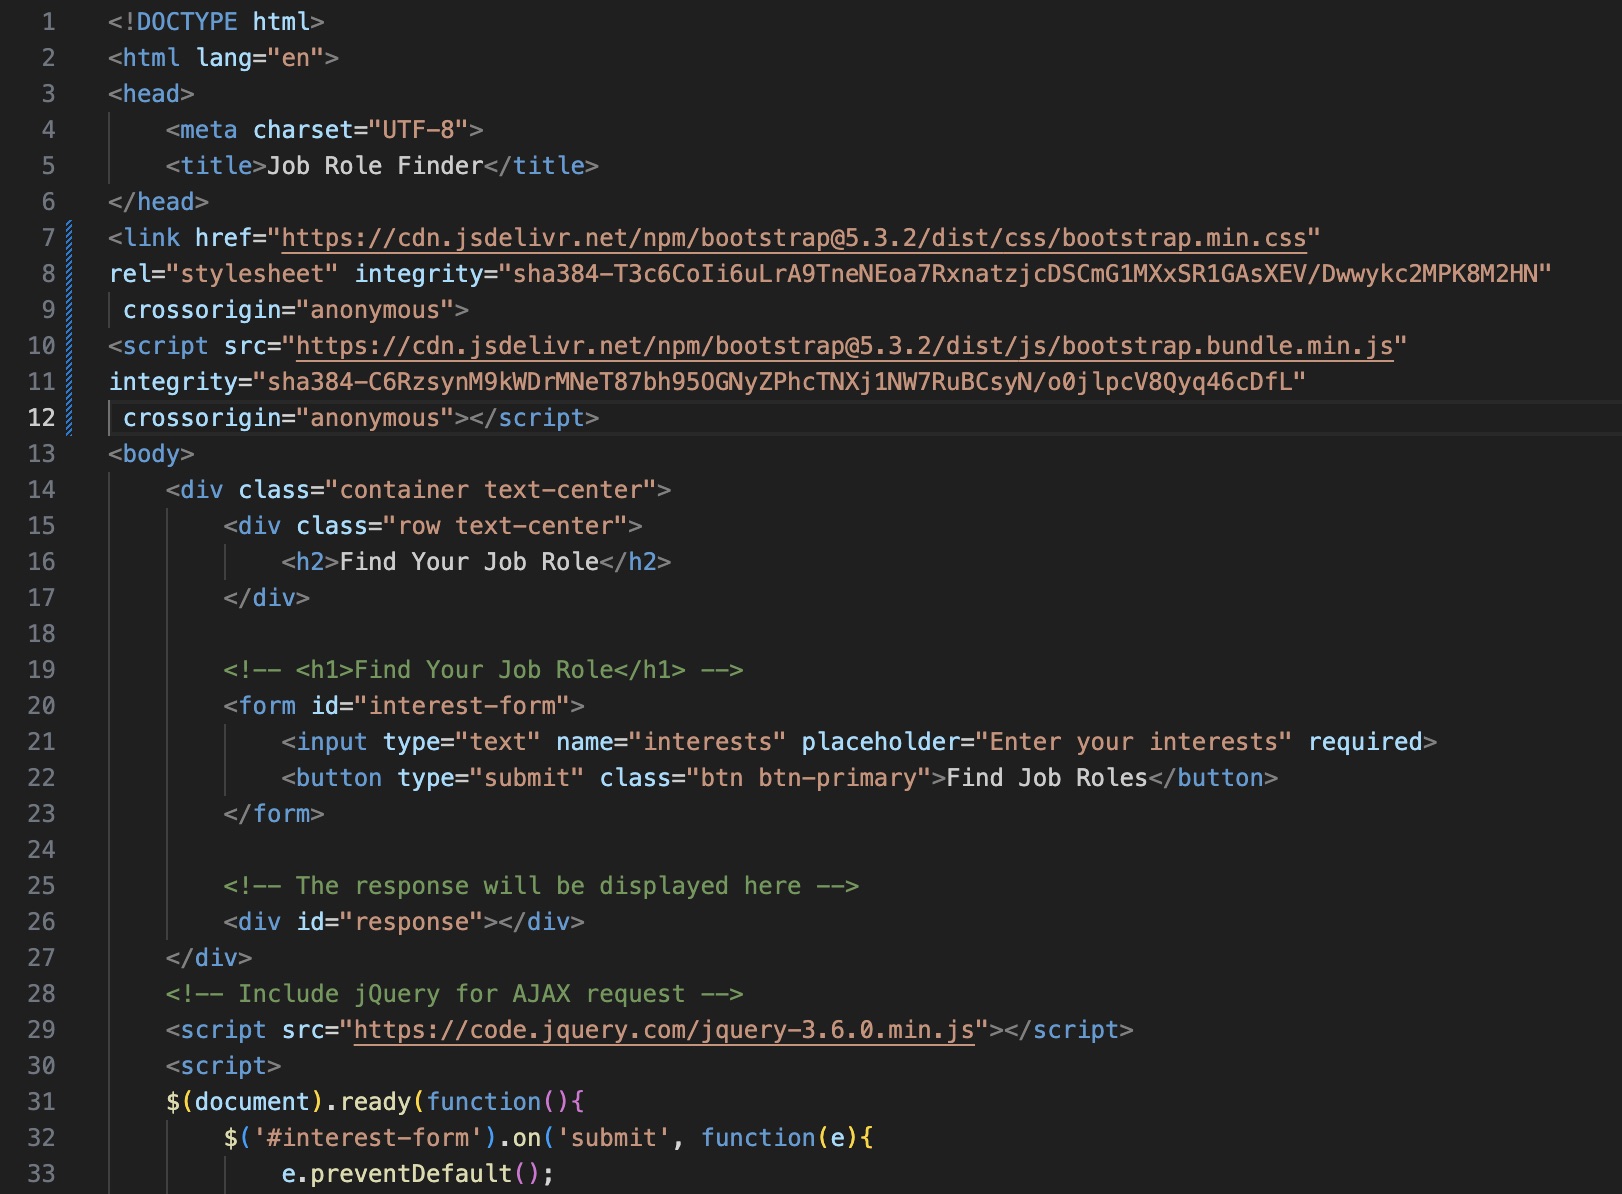 1 <!DOCTYPE html>
2 <html lang="en">
3 <head>
4     <meta charset="UTF-8">
5     <title>Job Role Finder</title>
6 </head>
7 <link href="https://cdn.jsdelivr.net/npm/bootstrap@5.3.2/dist/css/bootstrap.min.css"
8 rel="stylesheet" integrity="sha384-T3c6CoIi6uLrA9TneNEoa7RxnatzjcDSCmG1MXxSR1GAsXEV/Dwwykc2MPK8M2HN"
9  crossorigin="anonymous">
10 <script src="https://cdn.jsdelivr.net/npm/bootstrap@5.3.2/dist/js/bootstrap.bundle.min.js"
11 integrity="sha384-C6RzsynM9kWDrMNeT87bh95OGNyZPhcTNXj1NW7RuBCsyN/o0jlpcV8Qyq46cDfL"
12  crossorigin="anonymous"></script>
13 <body>
14     <div class="container text-center">
15         <div class="row text-center">
16             <h2>Find Your Job Role</h2>
17         </div>
18
19         <!-- <h1>Find Your Job Role</h1> -->
20         <form id="interest-form">
21             <input type="text" name="interests" placeholder="Enter your interests" required>
22             <button type="submit" class="btn btn-primary">Find Job Roles</button>
23         </form>
24
25         <!-- The response will be displayed here -->
26         <div id="response"></div>
27     </div>
28     <!-- Include jQuery for AJAX request -->
29     <script src="https://code.jquery.com/jquery-3.6.0.min.js"></script>
30     <script>
31     $(document).ready(function(){
32         $('#interest-form').on('submit', function(e){
33             e.preventDefault();